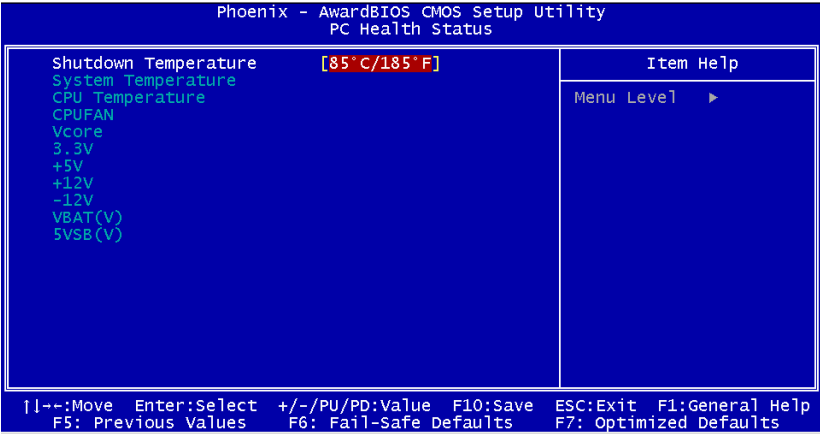 Phoenix - AwardBIOS CMOS Setup Utility
PC Health Status
Shutdown Temperature [85°C/185°F]
System Temperature
CPU Temperature
CPUFAN
Vcore
3.3V
+5V
+12V
-12V
VBAT(V)
5VSB(V)
Item Help
Menu Level ▶
↑↓→←:Move Enter:Select +/-/PU/PD:Value F10:Save ESC:Exit F1:General Help
F5: Previous Values F6: Fail-Safe Defaults F7: Optimized Defaults